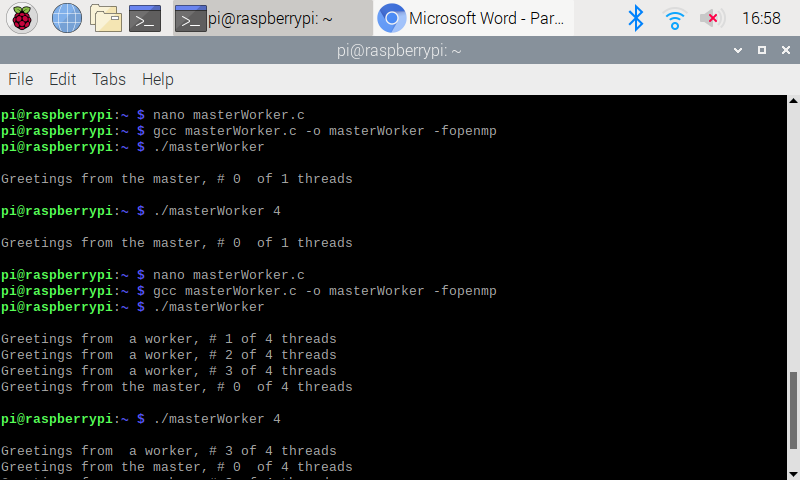 pi@raspberrypi: ~
Microsoft Word - Par...
16:58
pi@raspberrypi: ~
File Edit Tabs Help
pi@raspberrypi:~ $ nano masterWorker.c
pi@raspberrypi:~ $ gcc masterWorker.c -o masterWorker -fopenmp
pi@raspberrypi:~ $ ./masterWorker
Greetings from the master, # 0  of 1 threads
pi@raspberrypi:~ $ ./masterWorker 4
Greetings from the master, # 0  of 1 threads
pi@raspberrypi:~ $ nano masterWorker.c
pi@raspberrypi:~ $ gcc masterWorker.c -o masterWorker -fopenmp
pi@raspberrypi:~ $ ./masterWorker
Greetings from  a worker, # 1 of 4 threads
Greetings from  a worker, # 2 of 4 threads
Greetings from  a worker, # 3 of 4 threads
Greetings from the master, # 0  of 4 threads
pi@raspberrypi:~ $ ./masterWorker 4
Greetings from  a worker, # 3 of 4 threads
Greetings from the master, # 0  of 4 threads